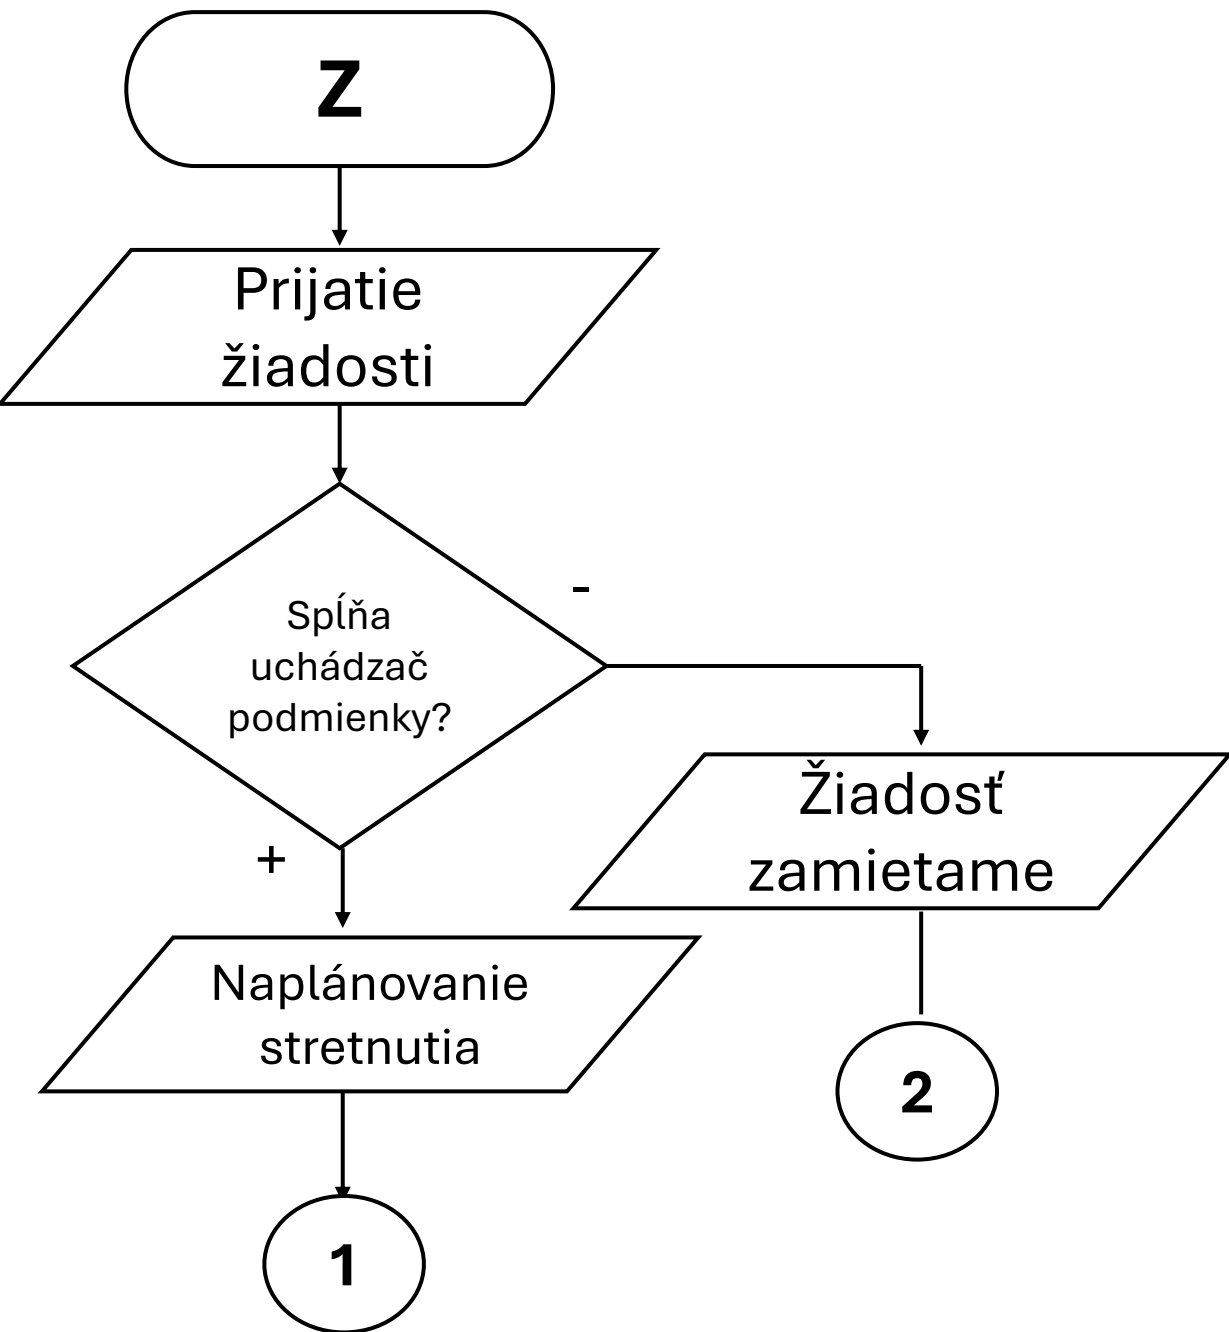 Z
Prijatie
žiadosti
Spĺňa
uchádzač
podmienky?
-
Žiadosť
zamietame
+
Naplánovanie
stretnutia
2
1